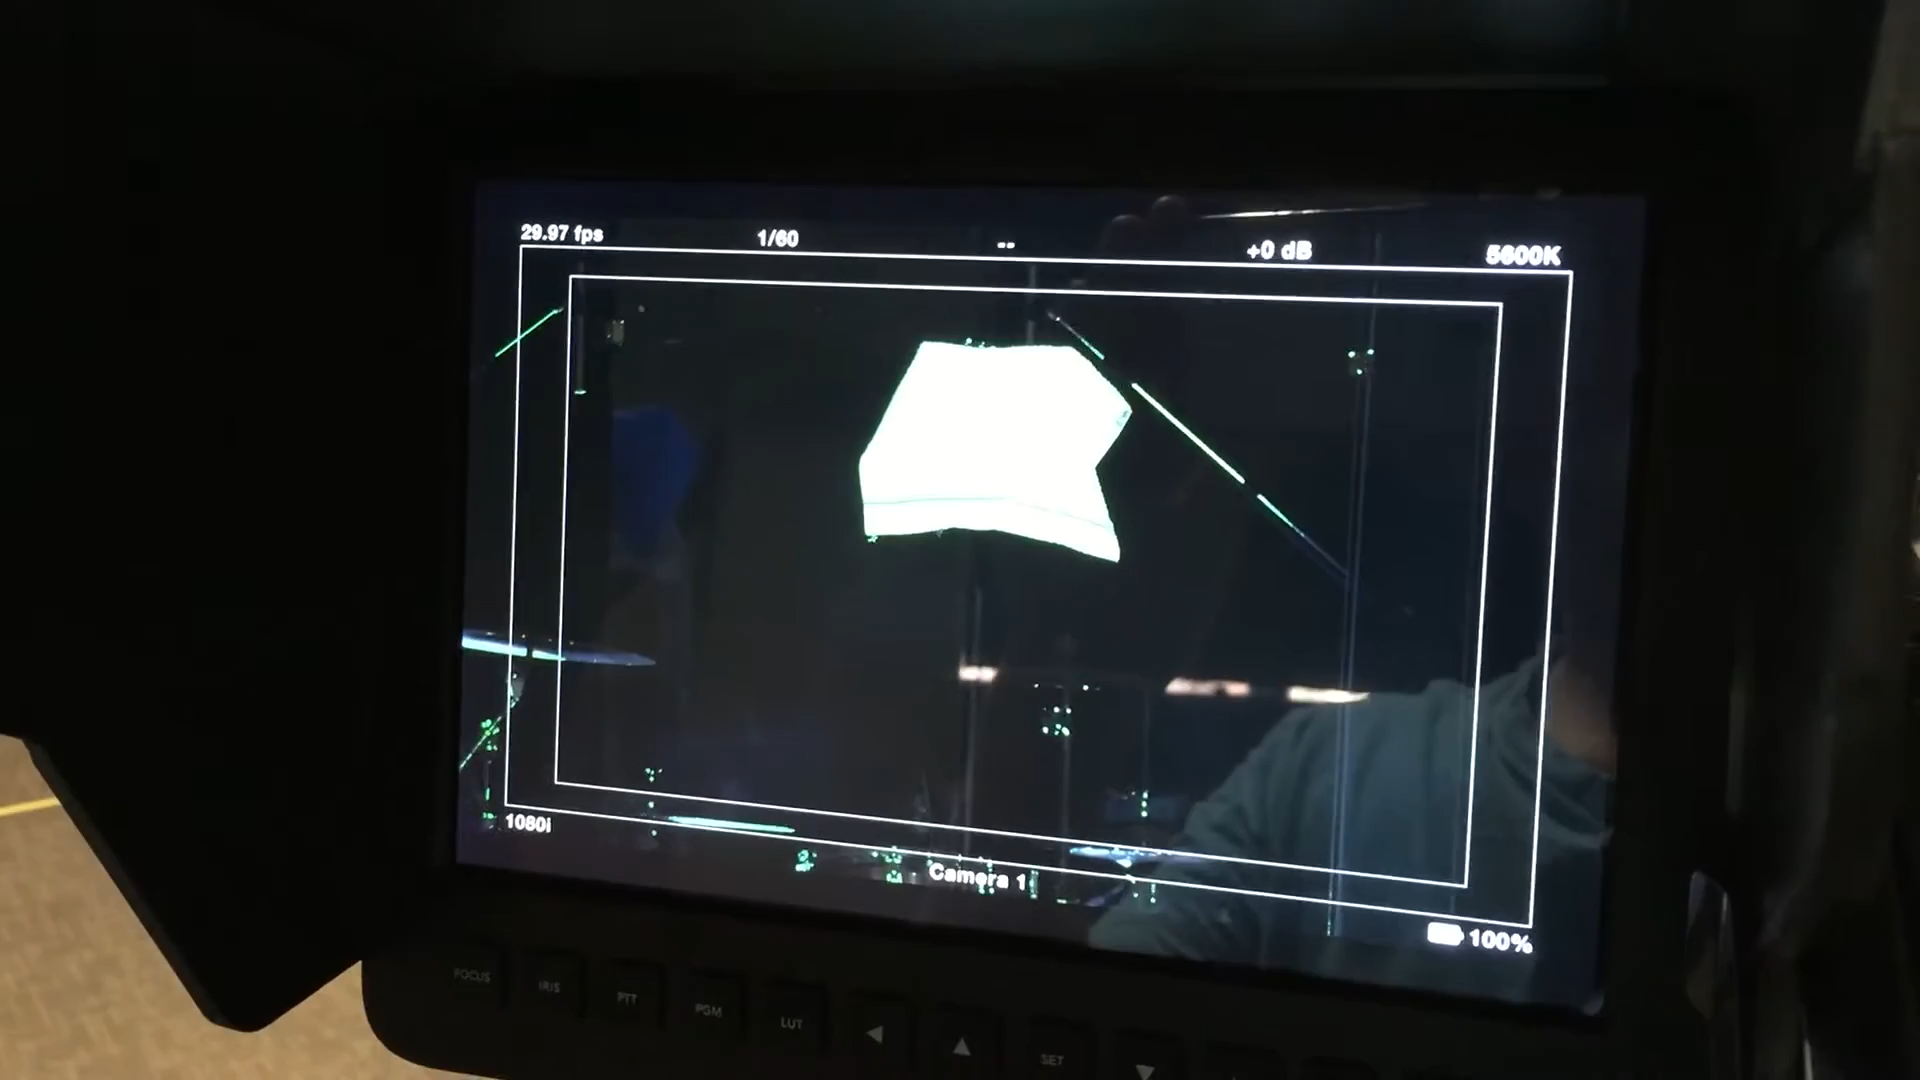 29.97 fps 1/60 -- +0 dB 5600K
1080i
Camera 1
100%
FOCUS IRIS PTT PGM LUT SET